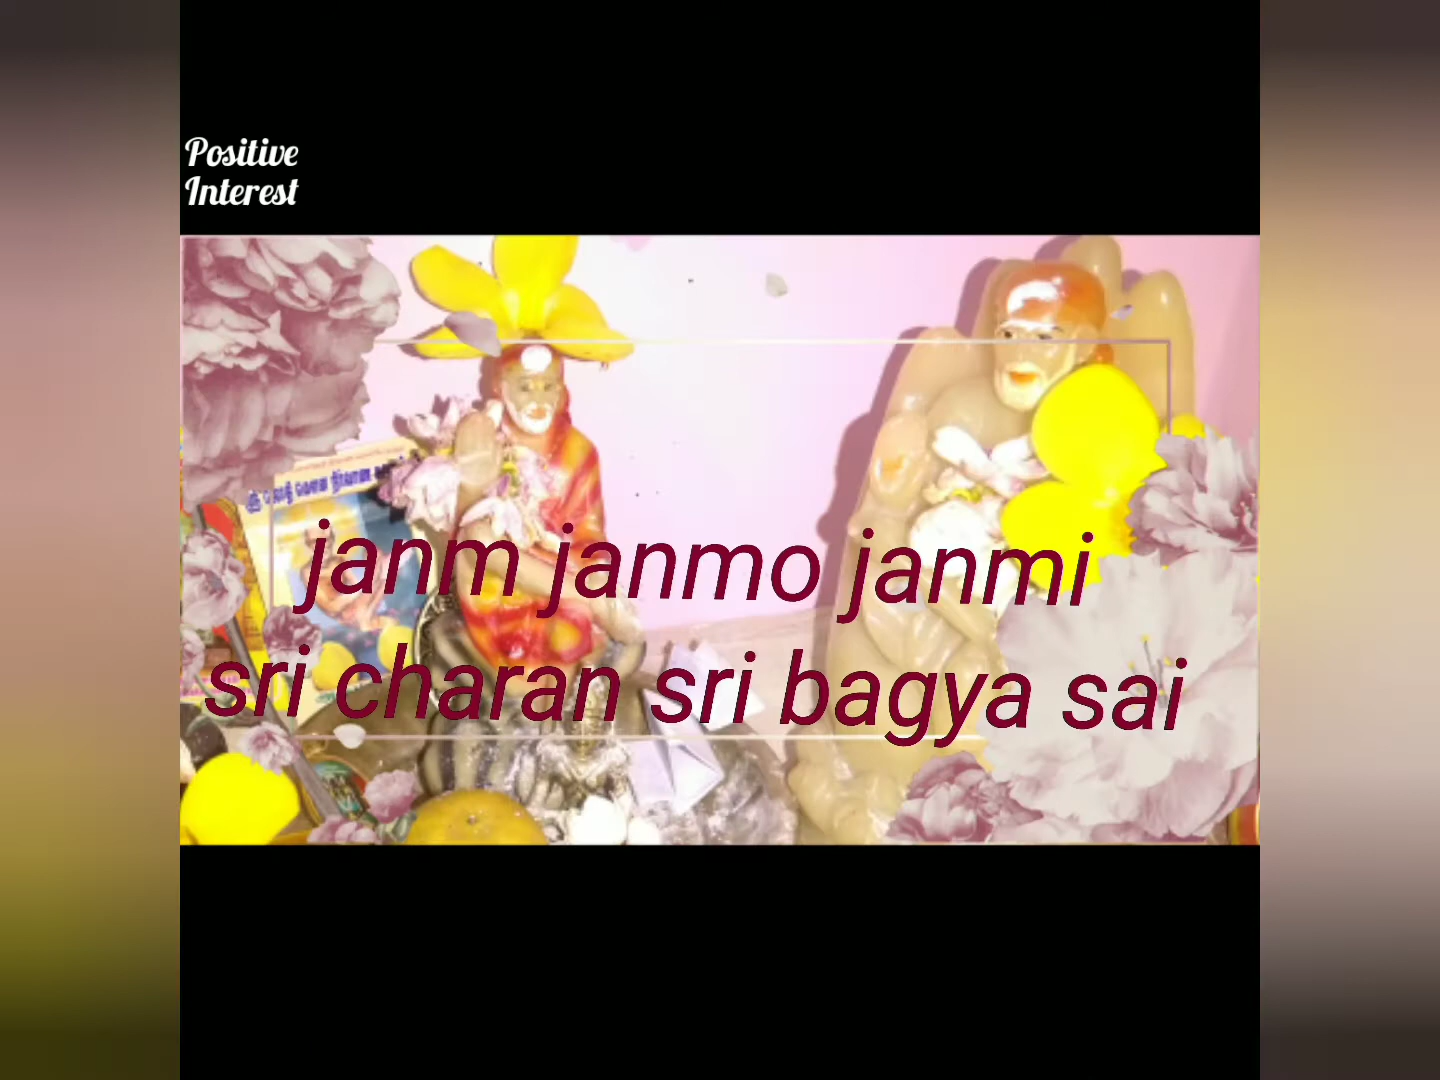 Positive
Interest
janm janmo janmi
sri charan sri bagya sai